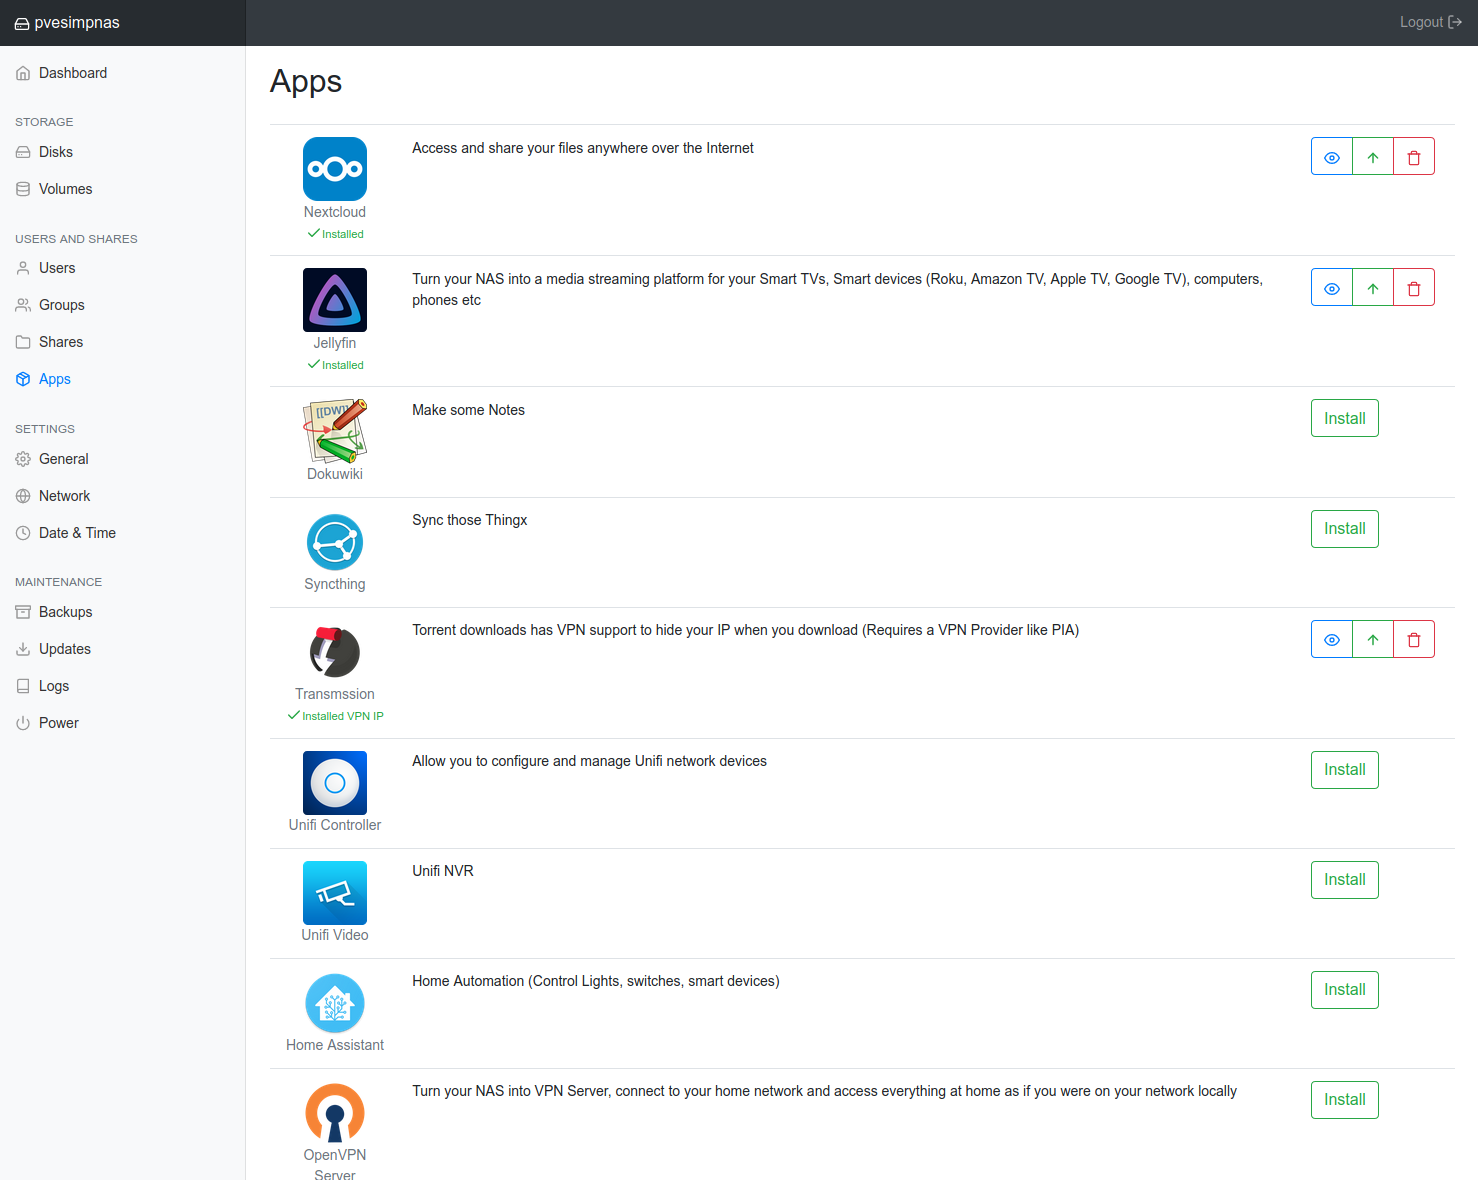 pvesimpnas
Logout
Dashboard
STORAGE
Disks
Volumes
USERS AND SHARES
Users
Groups
Shares
Apps
SETTINGS
General
Network
Date & Time
MAINTENANCE
Backups
Updates
Logs
Power
Apps
Nextcloud
Installed
Access and share your files anywhere over the Internet
Jellyfin
Installed
Turn your NAS into a media streaming platform for your Smart TVs, Smart devices (Roku, Amazon TV, Apple TV, Google TV), computers,
phones etc
[[DW]]
Dokuwiki
Make some Notes
Install
Syncthing
Sync those Thingx
Install
Transmssion
Installed VPN IP
Torrent downloads has VPN support to hide your IP when you download (Requires a VPN Provider like PIA)
Unifi Controller
Allow you to configure and manage Unifi network devices
Install
Unifi Video
Unifi NVR
Install
Home Assistant
Home Automation (Control Lights, switches, smart devices)
Install
OpenVPN
Server
Turn your NAS into VPN Server, connect to your home network and access everything at home as if you were on your network locally
Install